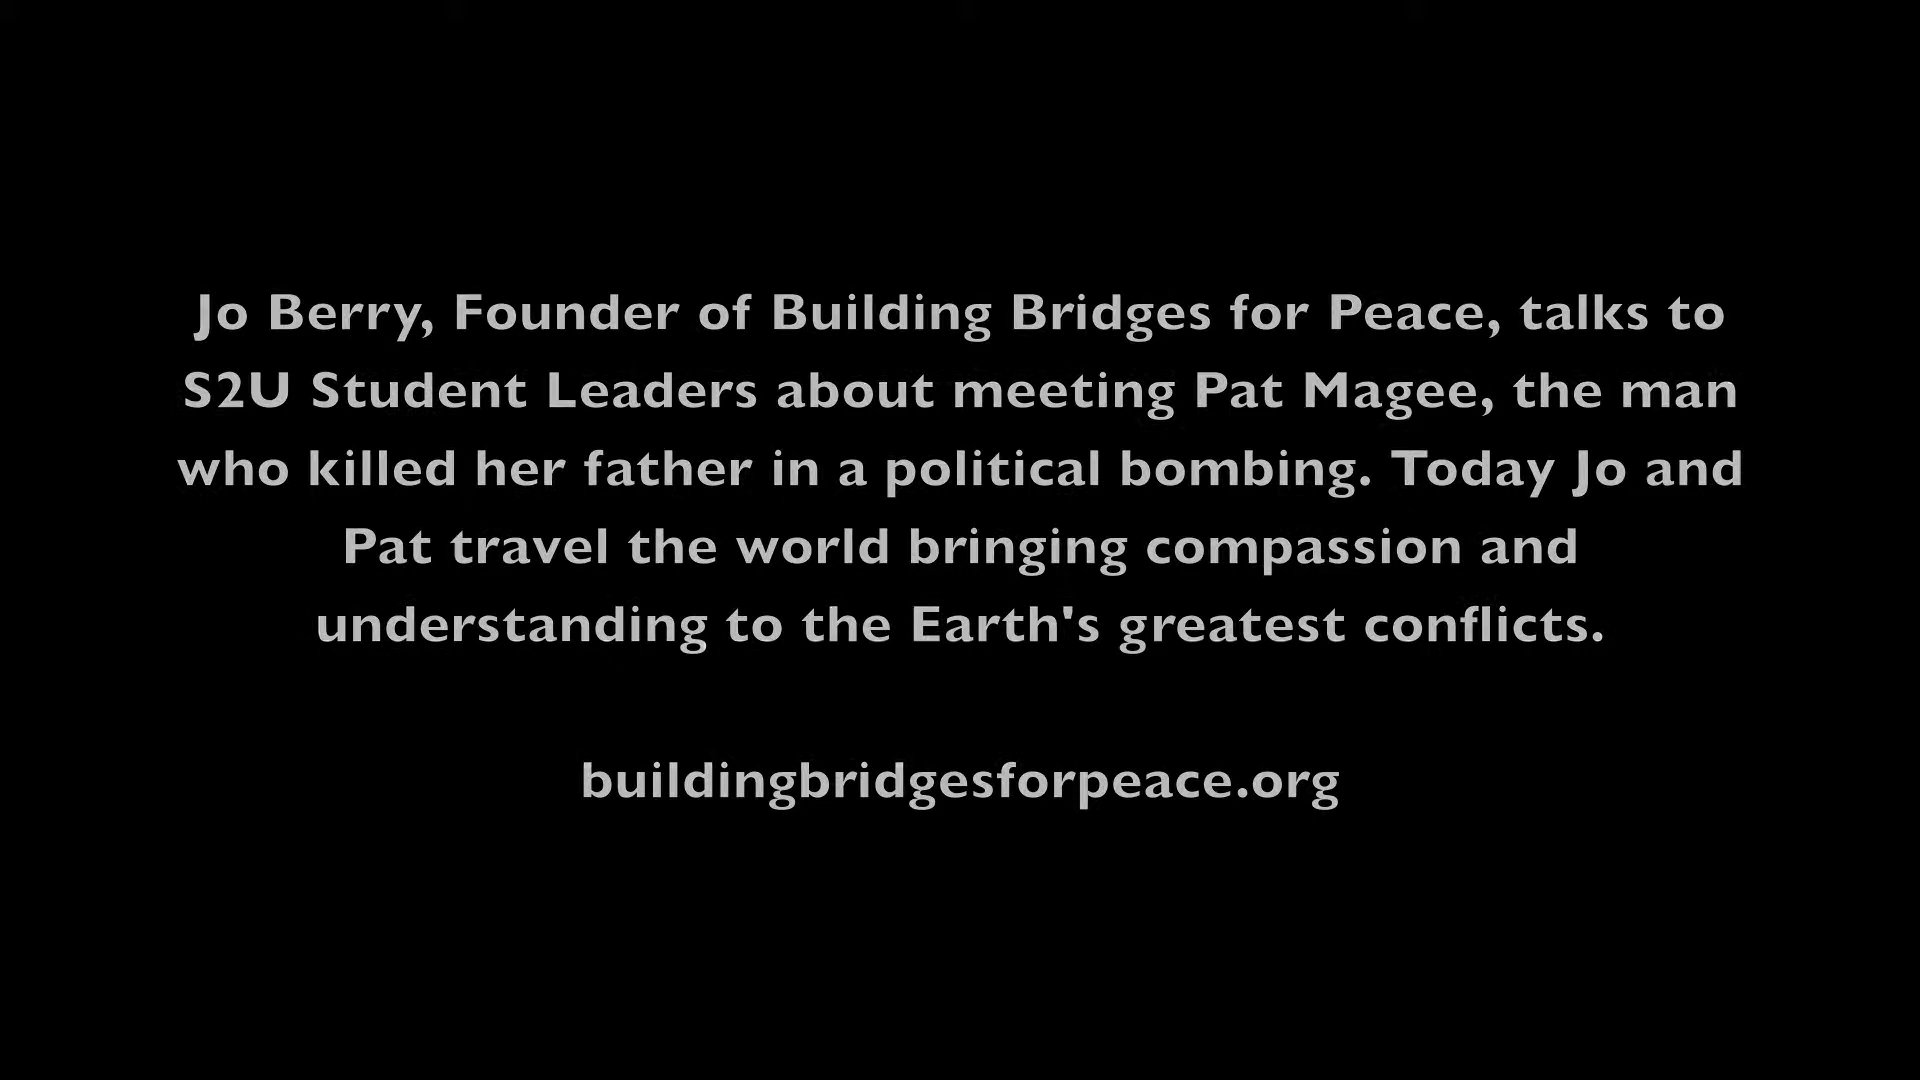 Jo Berry, Founder of Building Bridges for Peace, talks to
S2U Student Leaders about meeting Pat Magee, the man
who killed her father in a political bombing. Today Jo and
Pat travel the world bringing compassion and
understanding to the Earth's greatest conflicts.
buildingbridgesforpeace.org